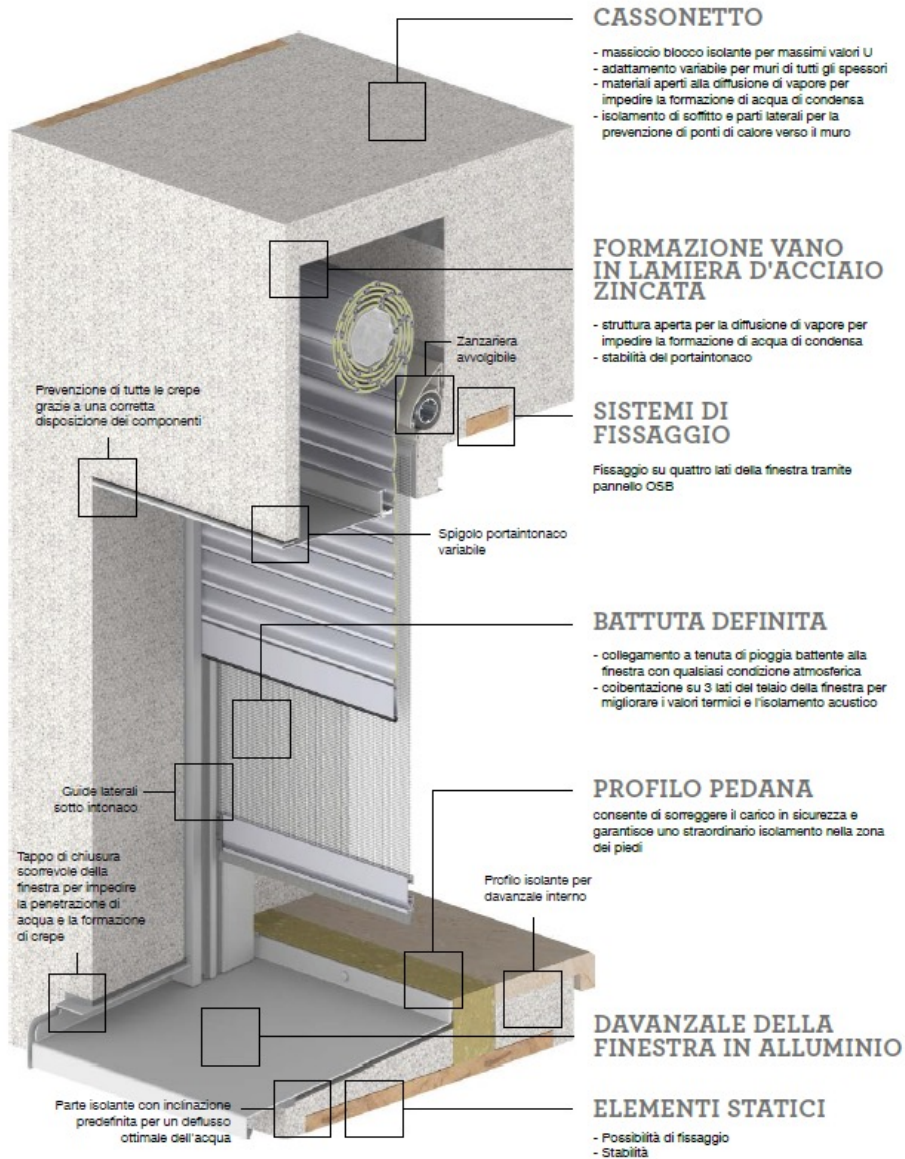 CASSONETTO
- massiccio blocco isolante per massimi valori U
- adattamento variabile per muri di tutti gli spessori
- materiali aperti alla diffusione di vapore per
impedire la formazione di acqua di condensa
- isolamento di soffitto e parti laterali per la
prevenzione di ponti di calore verso il muro
FORMAZIONE VANO
IN LAMIERA D'ACCIAIO
ZINCATA
- struttura aperta per la diffusione di vapore per
impedire la formazione di acqua di condensa
- stabilità del portaintonaco
Zanzariera
avvolgibile
Prevenzione di tutte le crepe
grazie a una corretta
disposizione dei componenti
SISTEMI DI
FISSAGGIO
Fissaggio su quattro lati della finestra tramite
pannello OSB
Spigolo portaintonaco
variabile
BATTUTA DEFINITA
- collegamento a tenuta di pioggia battente alla
finestra con qualsiasi condizione atmosferica
- coibentazione su 3 lati del telaio della finestra per
migliorare i valori termici e l'isolamento acustico
Guide laterali
sotto intonaco
PROFILO PEDANA
consente di sorreggere il carico in sicurezza e
garantisce uno straordinario isolamento nella zona
dei piedi
Tappo di chiusura
scorrevole della
finestra per impedire
la penetrazione di
acqua e la formazione
di crepe
Profilo isolante per
davanzale interno
DAVANZALE DELLA
FINESTRA IN ALLUMINIO
Parte isolante con inclinazione
predefinita per un deflusso
ottimale dell'acqua
ELEMENTI STATICI
- Possibilità di fissaggio
- Stabilità